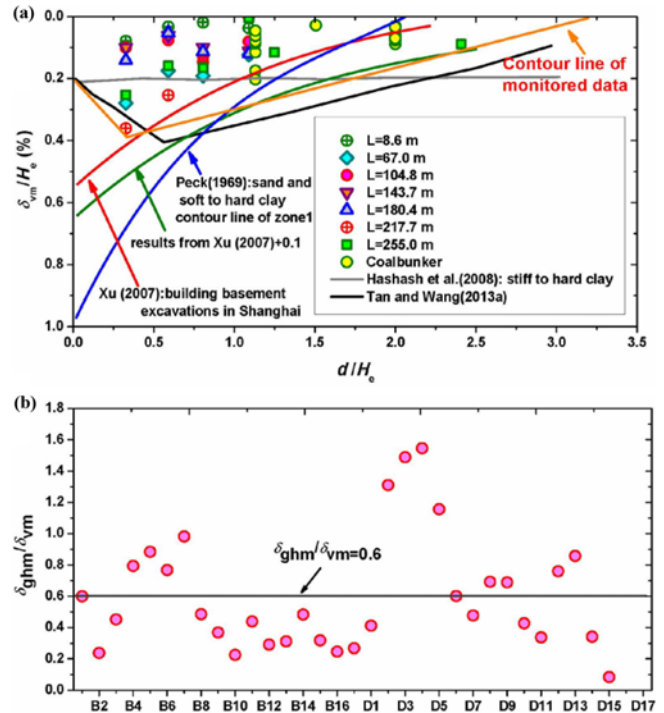 (a)
0.0
0.2
0.4
0.6
0.8
1.0
δvm/He (%)
Contour line of
monitored data
L=8.6 m
L=67.0 m
L=104.8 m
L=143.7 m
L=180.4 m
L=217.7 m
L=255.0 m
Coalbunker
Hashash et al.(2008): stiff to hard clay
Tan and Wang(2013a)
Peck(1969):sand and
soft to hard clay
contour line of zone1
results from Xu (2007)+0.1
Xu (2007):building basement
excavations in Shanghai
0.0 0.5 1.0 1.5 2.0 2.5 3.0 3.5
d/He
(b)
1.8
1.6
1.4
1.2
1.0
0.8
0.6
0.4
0.2
0.0
δghm/δvm
δghm/δvm=0.6
B2 B4 B6 B8 B10 B12 B14 B16 D1 D3 D5 D7 D9 D11 D13 D15 D17